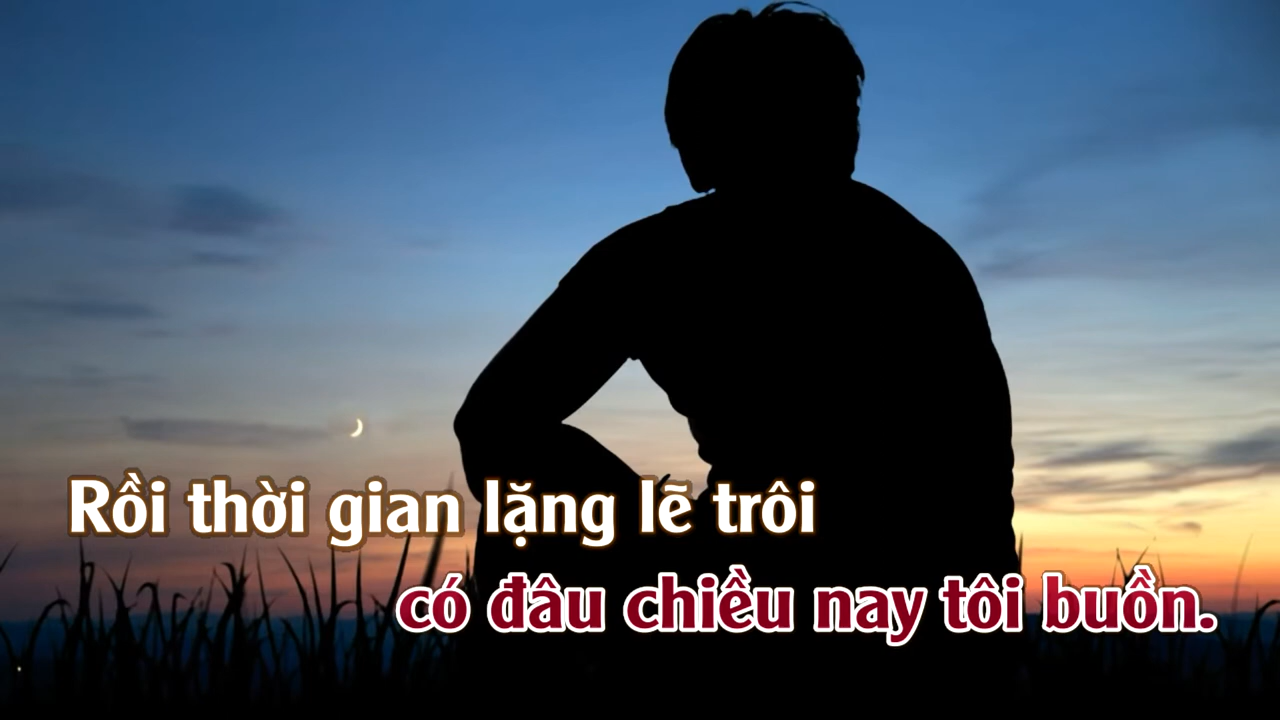 Rồi thời gian lặng lẽ trôi
có đâu chiều nay tôi buồn.